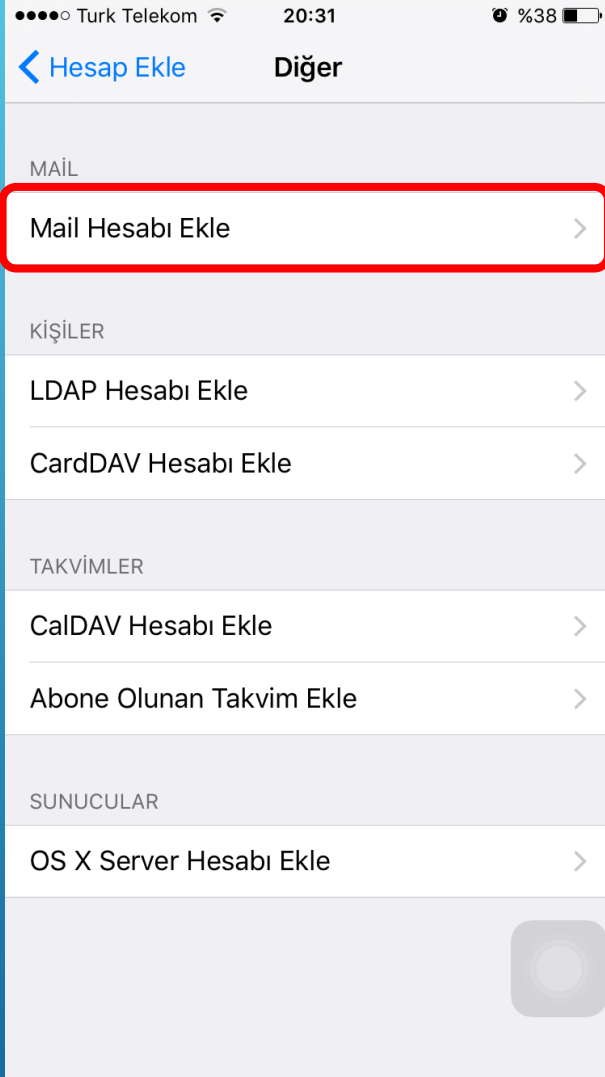 Turk Telekom 20:31 %38
Hesap Ekle Diğer
MAİL
Mail Hesabı Ekle
KİŞİLER
LDAP Hesabı Ekle
CardDAV Hesabı Ekle
TAKVİMLER
CalDAV Hesabı Ekle
Abone Olunan Takvim Ekle
SUNUCULAR
OS X Server Hesabı Ekle